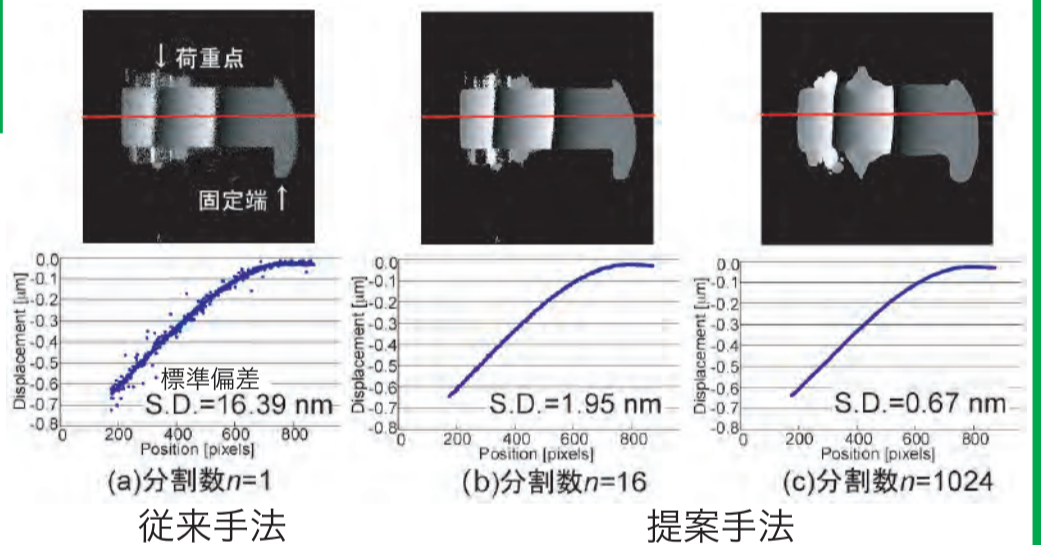 ↓荷重点
固定端↑
0.0
-0.1
-0.2
-0.3
-0.4
-0.5
-0.6
-0.7
-0.8
Displacement [μm]
標準偏差
S.D.=16.39 nm
0 200 400 600 800
Position [pixels]
(a)分割数n=1
0.0
-0.1
-0.2
-0.3
-0.4
-0.5
-0.6
-0.7
-0.8
Displacement [μm]
S.D.=1.95 nm
0 200 400 600 800
Position [pixels]
(b)分割数n=16
0.0
-0.1
-0.2
-0.3
-0.4
-0.5
-0.6
-0.7
-0.8
Displacement [μm]
S.D.=0.67 nm
0 200 400 600 800
Position [pixels]
(c)分割数n=1024
従来手法
提案手法